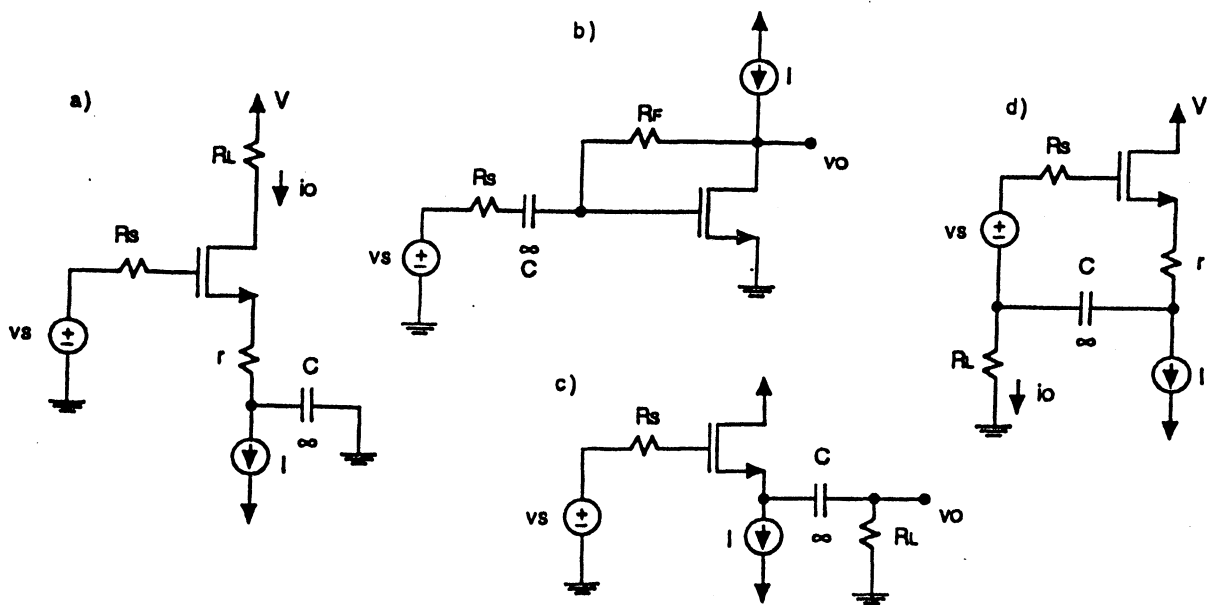 a)
V
RL
io
Rs
vs
r
C
∞
I
b)
I
RF
vo
Rs
∞
C
vs
c)
Rs
C
∞
vs
I
RL
vo
d)
V
Rs
vs
r
C
∞
RL
io
I